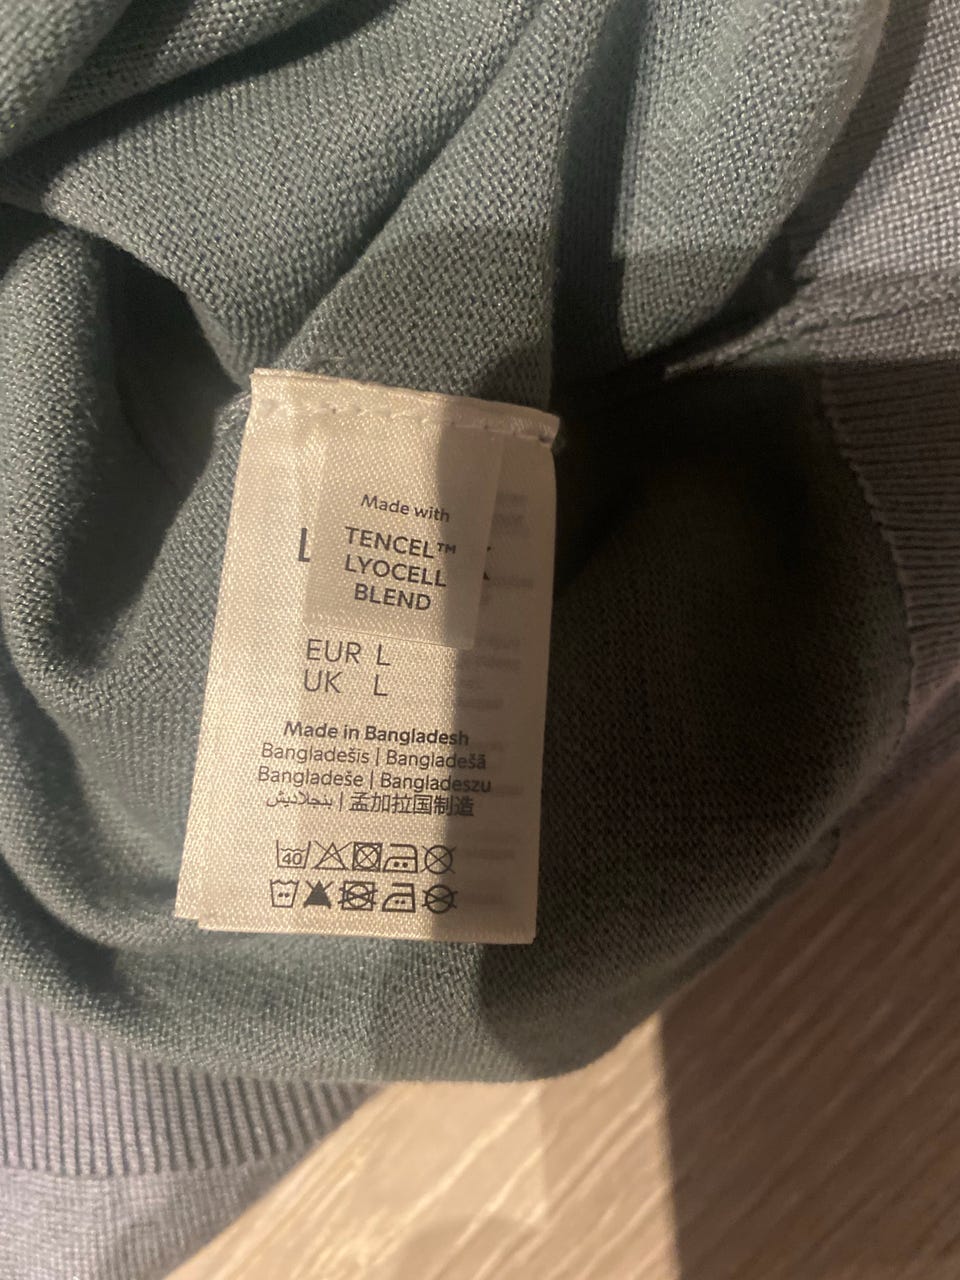 Made with
TENCEL™
LYOCELL
BLEND
EUR L
UK L
Made in Bangladesh
Bangladešis | Bangladešā
Bangladeše | Bangladeszu
بنجلاديش | 孟加拉国制造
40